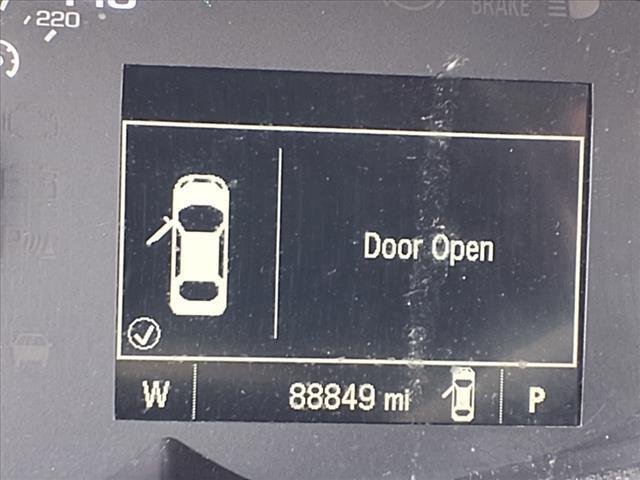 220
BRAKE
Door Open
W 88849 mi P